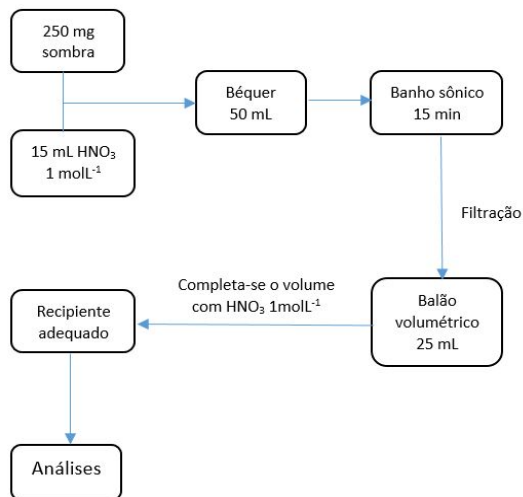 250 mg
sombra
15 mL HNO₃
1 molL⁻¹
Béquer
50 mL
Banho sônico
15 min
Filtração
Balão
volumétrico
25 mL
Completa-se o volume
com HNO₃ 1molL⁻¹
Recipiente
adequado
Análises